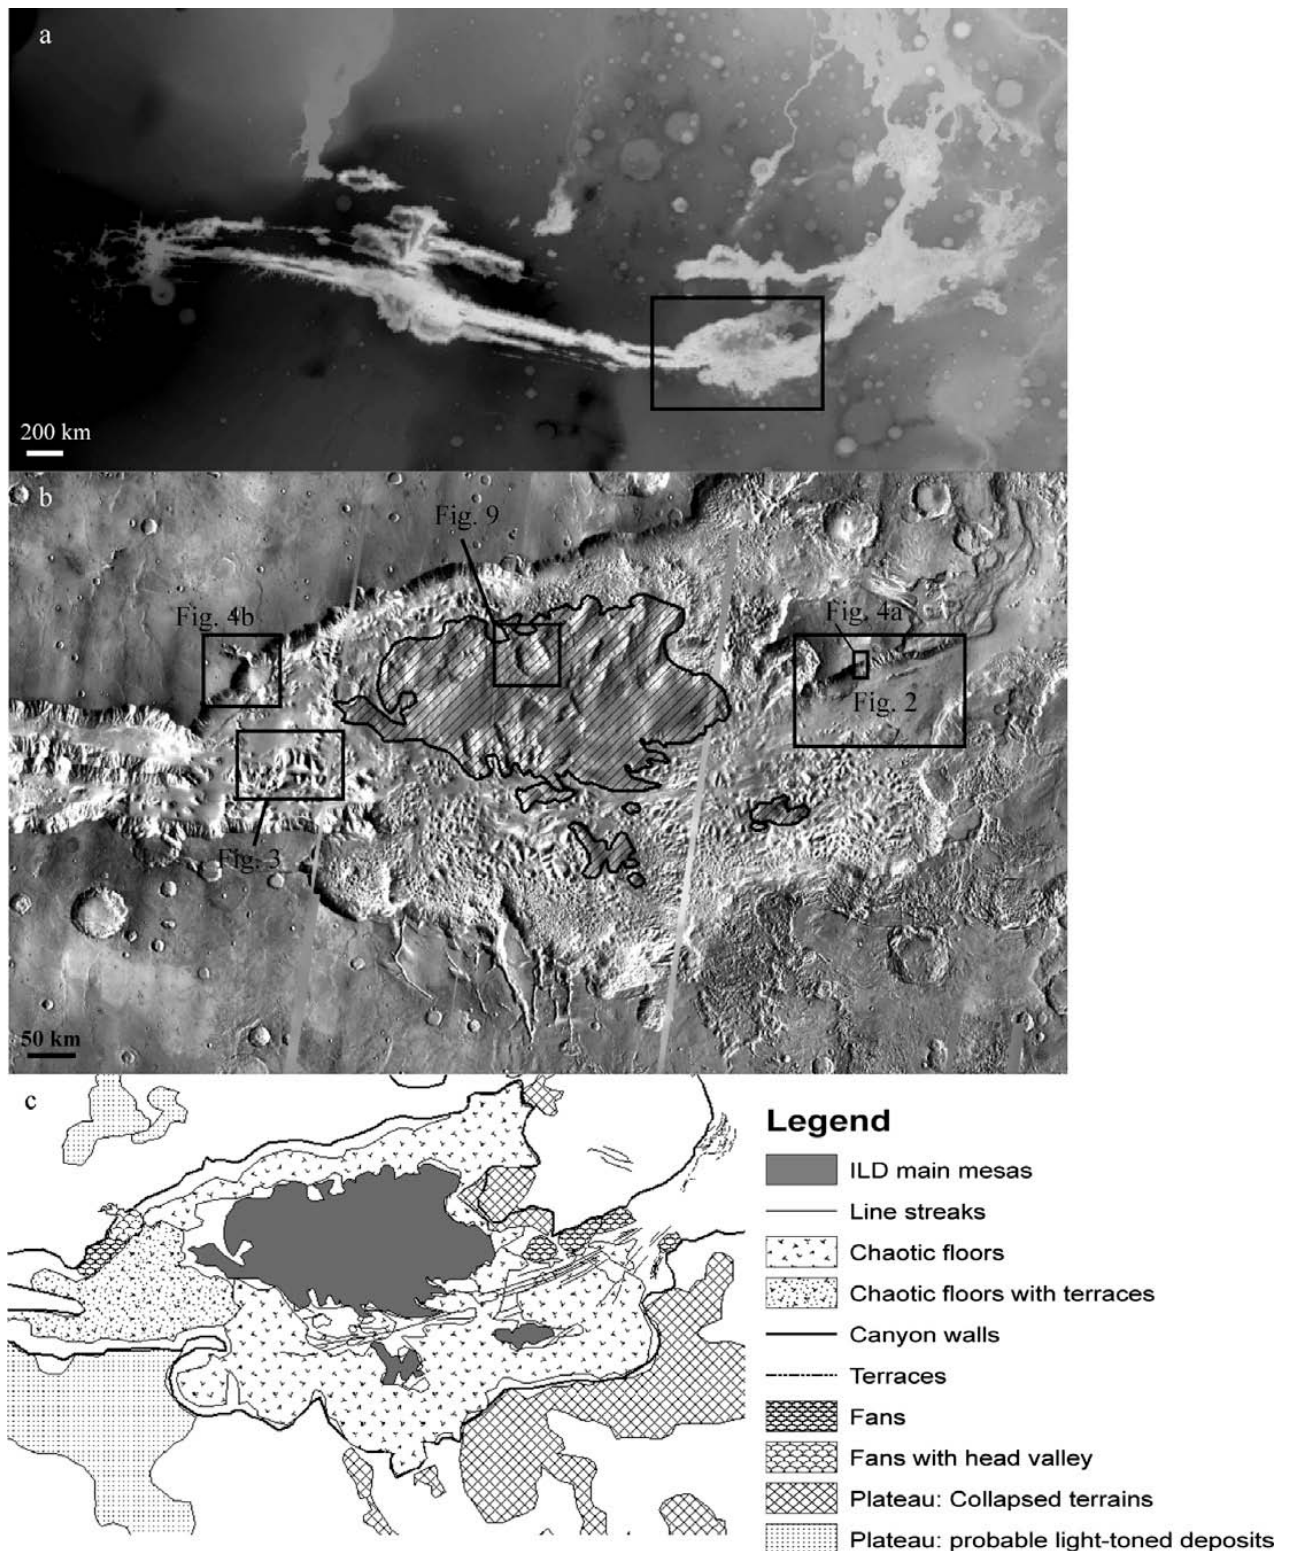 a
200 km
b
Fig. 9
Fig. 4b
Fig. 4a
Fig. 2
Fig. 3
50 km
c
Legend
ILD main mesas
Line streaks
Chaotic floors
Chaotic floors with terraces
Canyon walls
Terraces
Fans
Fans with head valley
Plateau: Collapsed terrains
Plateau: probable light-toned deposits